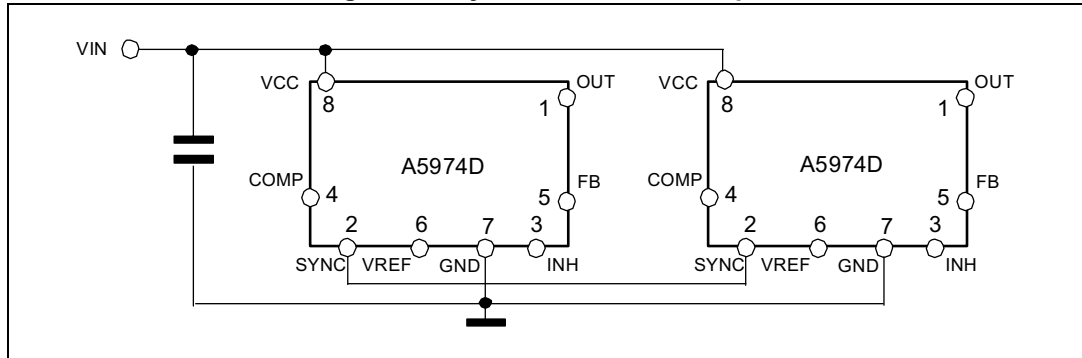 VIN
VCC
8
OUT
1
A5974D
COMP
4
FB
5
2
6
7
3
SYNC
VREF
GND
INH
VCC
8
OUT
1
A5974D
COMP
4
FB
5
2
6
7
3
SYNC
VREF
GND
INH